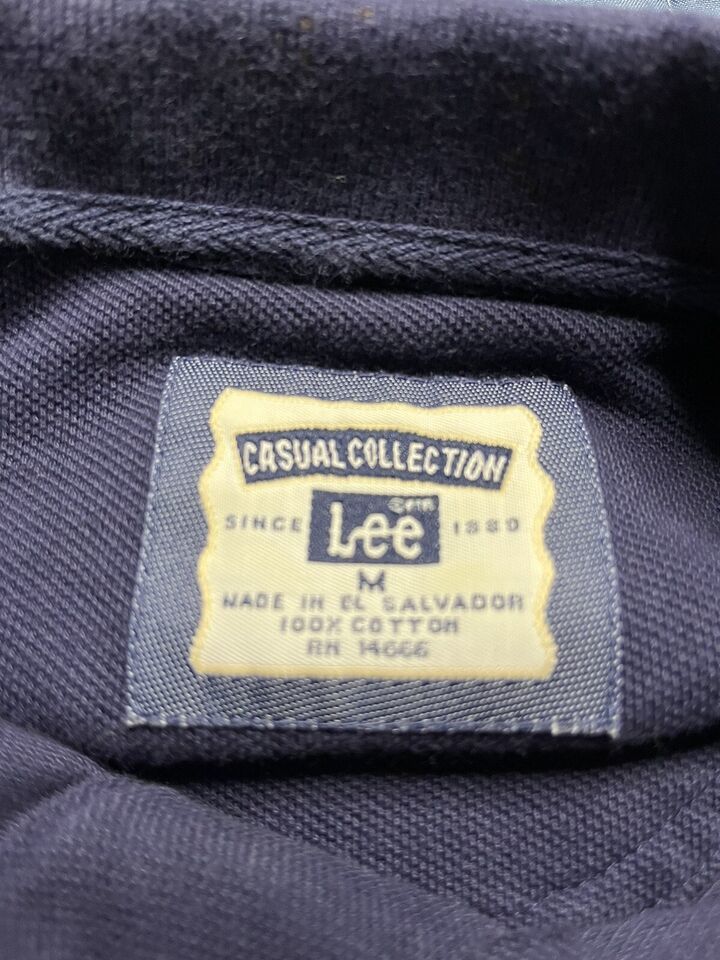 CASUAL COLLECTION
SINCE Lee 1889
M
MADE IN EL SALVADOR
100% COTTON
RN 14666